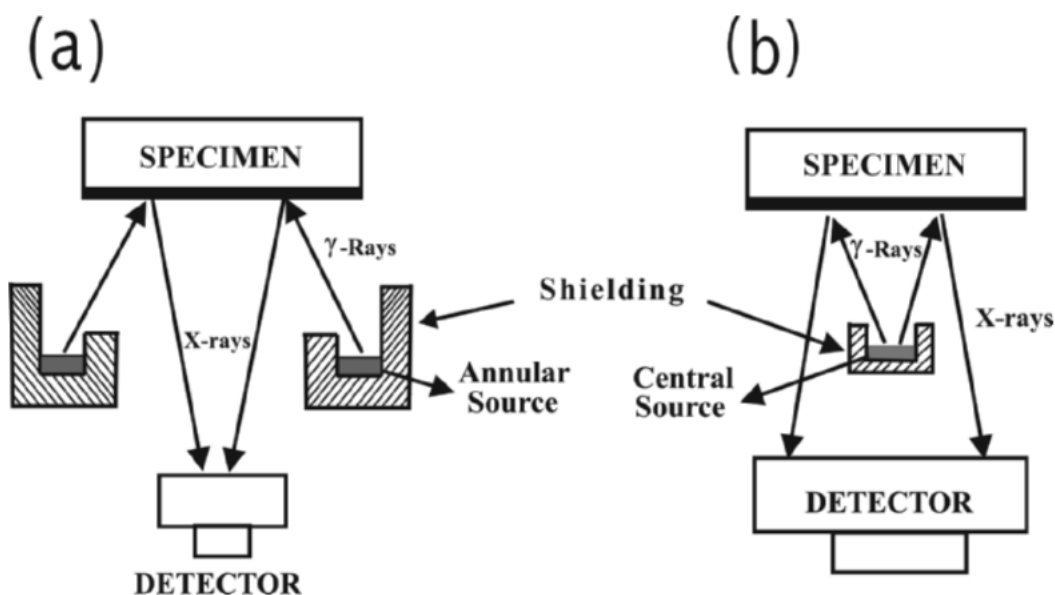 (a)
SPECIMEN
γ-Rays
X-rays
Annular
Source
DETECTOR
Shielding
(b)
SPECIMEN
γ-Rays
X-rays
Central
Source
DETECTOR